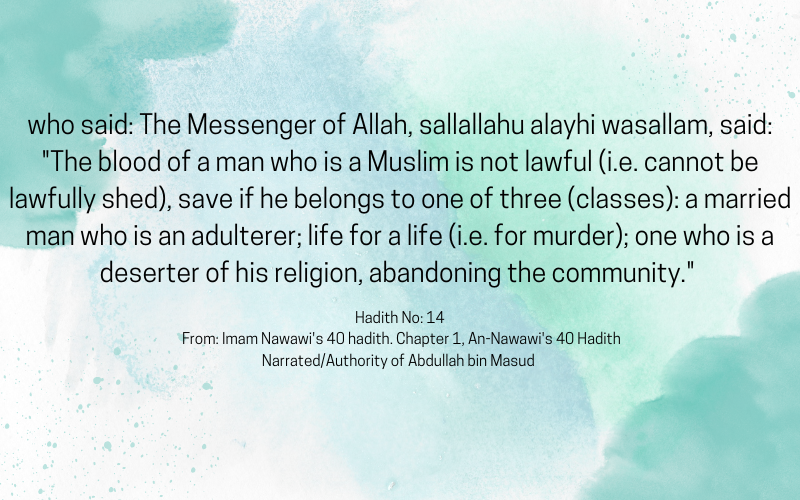 who said: The Messenger of Allah, sallallahu alayhi wasallam, said:
"The blood of a man who is a Muslim is not lawful (i.e. cannot be
lawfully shed), save if he belongs to one of three (classes): a married
man who is an adulterer; life for a life (i.e. for murder); one who is a
deserter of his religion, abandoning the community."
Hadith No: 14
From: Imam Nawawi's 40 hadith. Chapter 1, An-Nawawi's 40 Hadith
Narrated/Authority of Abdullah bin Masud